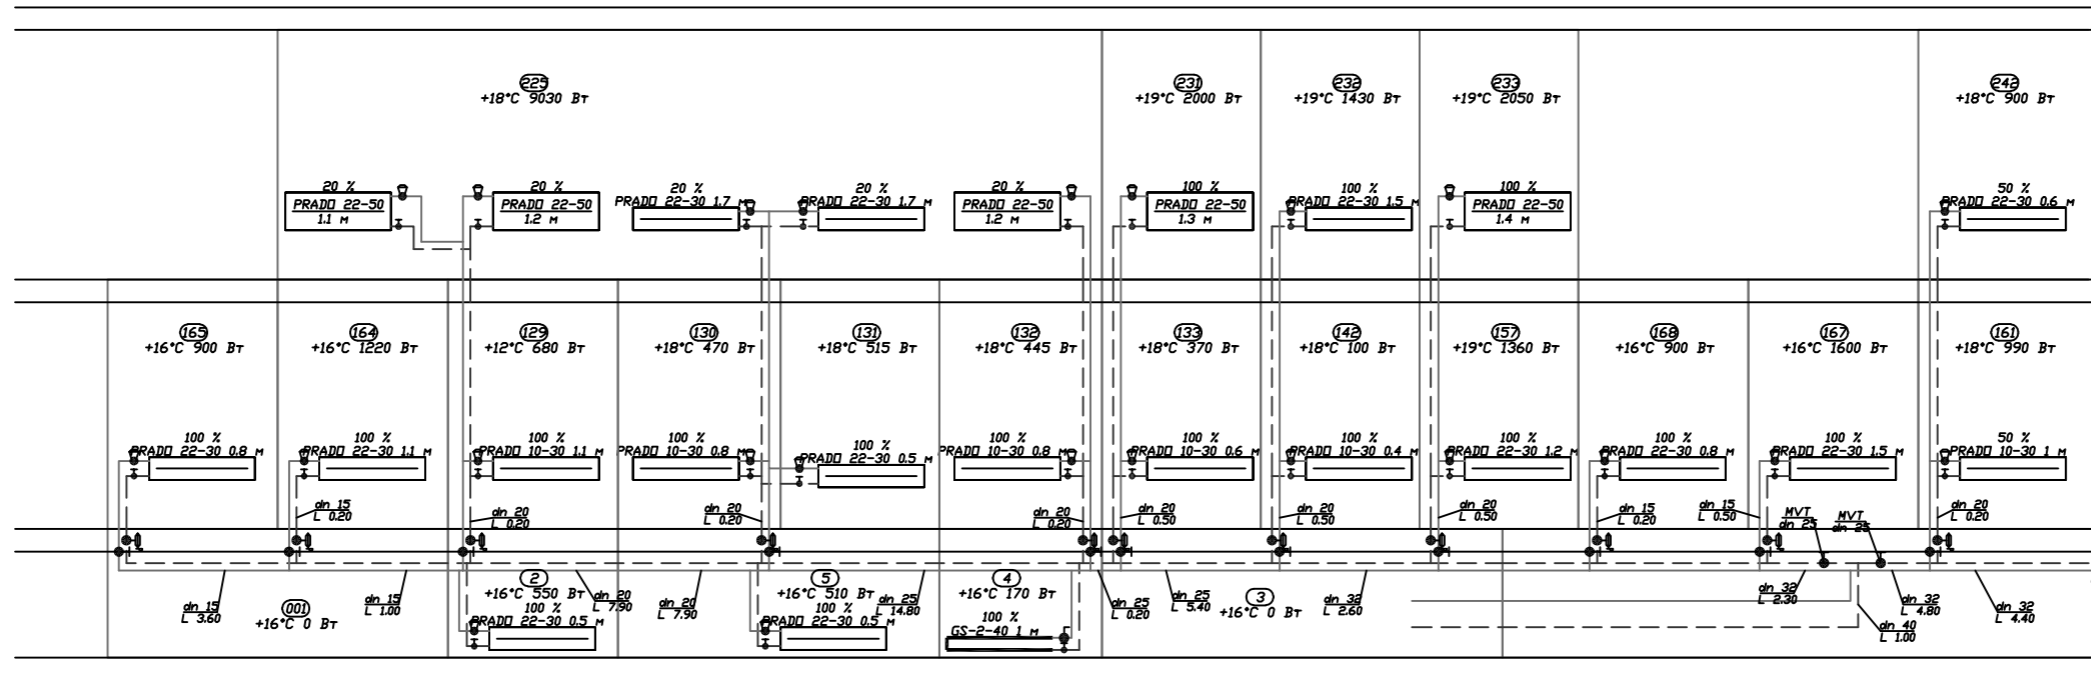 225
+18°C 9030 Вт
231
+19°C 2000 Вт
232
+19°C 1430 Вт
233
+19°C 2050 Вт
242
+18°C 900 Вт
20 %
PRADO 22-50
1.1 м
20 %
PRADO 22-50
1.2 м
20 %
PRADO 22-30 1.7 м
20 %
PRADO 22-30 1.7 м
20 %
PRADO 22-50
1.2 м
100 %
PRADO 22-50
1.3 м
100 %
PRADO 22-30 1.5 м
100 %
PRADO 22-50
1.4 м
50 %
PRADO 22-30 0.6 м
165
+16°C 900 Вт
164
+16°C 1220 Вт
129
+12°C 680 Вт
130
+18°C 470 Вт
131
+18°C 515 Вт
132
+18°C 445 Вт
133
+18°C 370 Вт
142
+18°C 100 Вт
157
+19°C 1360 Вт
168
+16°C 900 Вт
167
+16°C 1600 Вт
161
+18°C 990 Вт
100 %
PRADO 22-30 0.8 м
100 %
PRADO 22-30 1.1 м
100 %
PRADO 10-30 1.1 м
100 %
PRADO 10-30 0.8 м
100 %
PRADO 22-30 0.5 м
100 %
PRADO 10-30 0.8 м
100 %
PRADO 10-30 0.6 м
100 %
PRADO 10-30 0.4 м
100 %
PRADO 22-30 1.2 м
100 %
PRADO 22-30 0.8 м
100 %
PRADO 22-30 1.5 м
50 %
PRADO 10-30 1 м
dn 15
L 0.20
dn 20
L 0.20
dn 20
L 0.20
dn 20
L 0.20
dn 20
L 0.50
dn 20
L 0.50
dn 20
L 0.50
dn 15
L 0.20
dn 15
L 0.50
MVT
dn 25
MVT
dn 25
dn 20
L 0.20
dn 15
L 3.60
001
+16°C 0 Вт
dn 15
L 1.00
2
+16°C 550 Вт
100 %
PRADO 22-30 0.5 м
dn 20
L 7.90
dn 20
L 7.90
5
+16°C 510 Вт
100 %
PRADO 22-30 0.5 м
dn 25
L 14.80
4
+16°C 170 Вт
100 %
GS-2-40 1 м
dn 25
L 0.20
dn 25
L 5.40
3
+16°C 0 Вт
dn 32
L 2.60
dn 32
L 2.30
dn 40
L 1.00
dn 32
L 4.80
dn 32
L 4.40